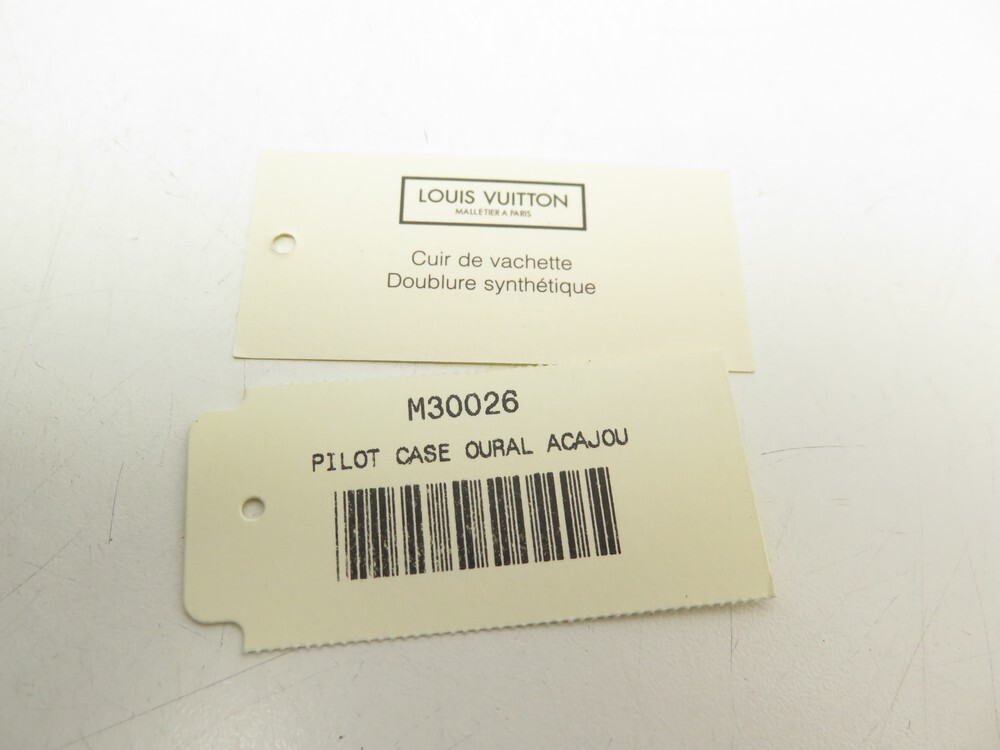 LOUIS VUITTON
MALLETIER A PARIS
Cuir de vachette
Doublure synthétique
M30026
PILOT CASE OURAL ACAJOU